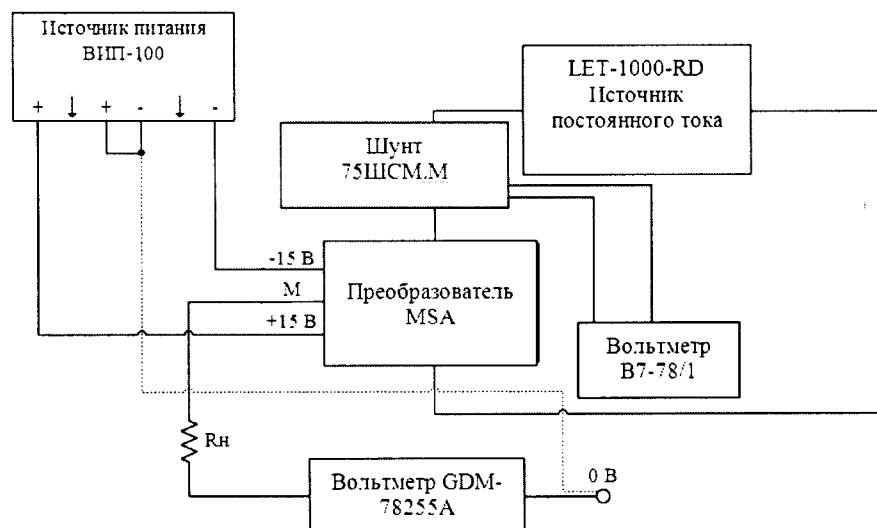 Источник питания
ВИП-100
+ ↓ + - ↓ -
LET-1000-RD
Источник
постоянного тока
Шунт
75ШСМ.М
-15 В
М
+15 В
Преобразователь
MSA
Вольтметр
В7-78/1
Rн
Вольтметр GDM-
78255А
0 В